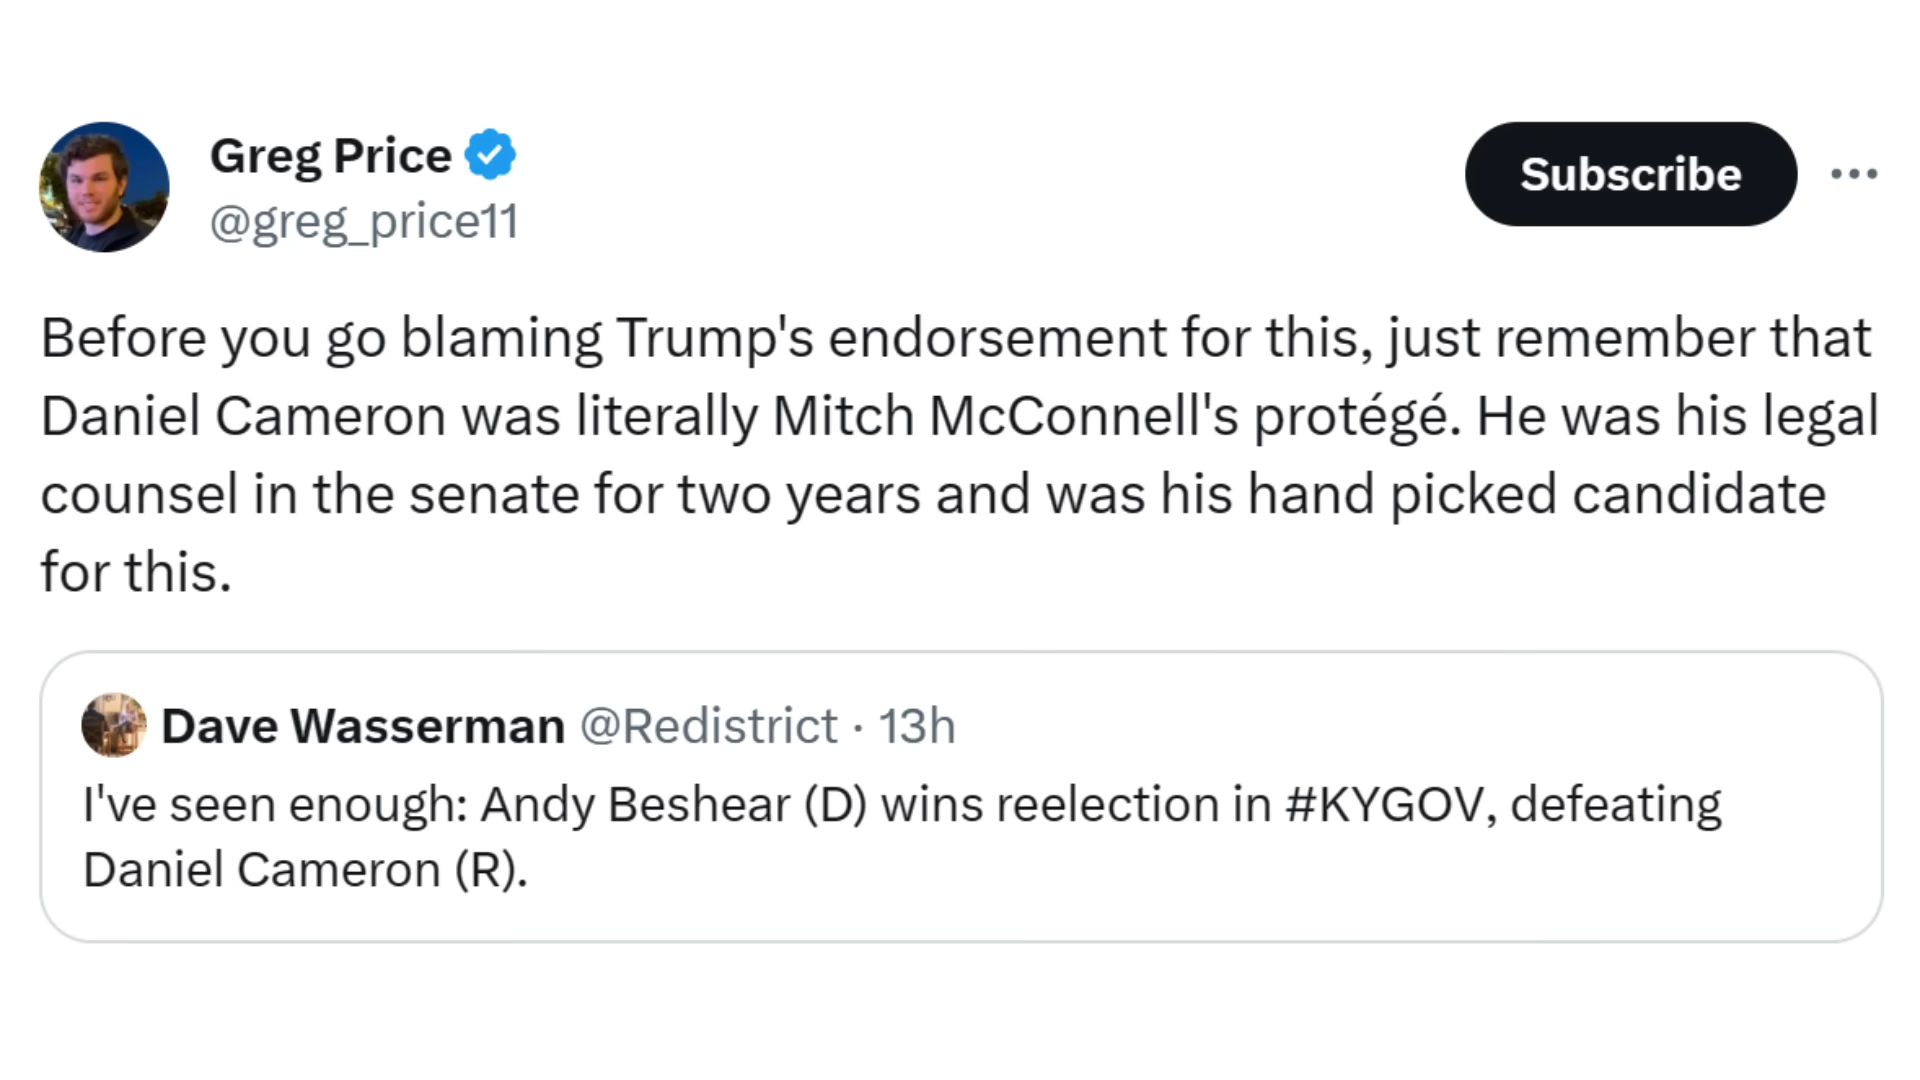 Greg Price
@greg_price11
Subscribe
Before you go blaming Trump's endorsement for this, just remember that
Daniel Cameron was literally Mitch McConnell's protégé. He was his legal
counsel in the senate for two years and was his hand picked candidate
for this.
Dave Wasserman @Redistrict · 13h
I've seen enough: Andy Beshear (D) wins reelection in #KYGOV, defeating
Daniel Cameron (R).